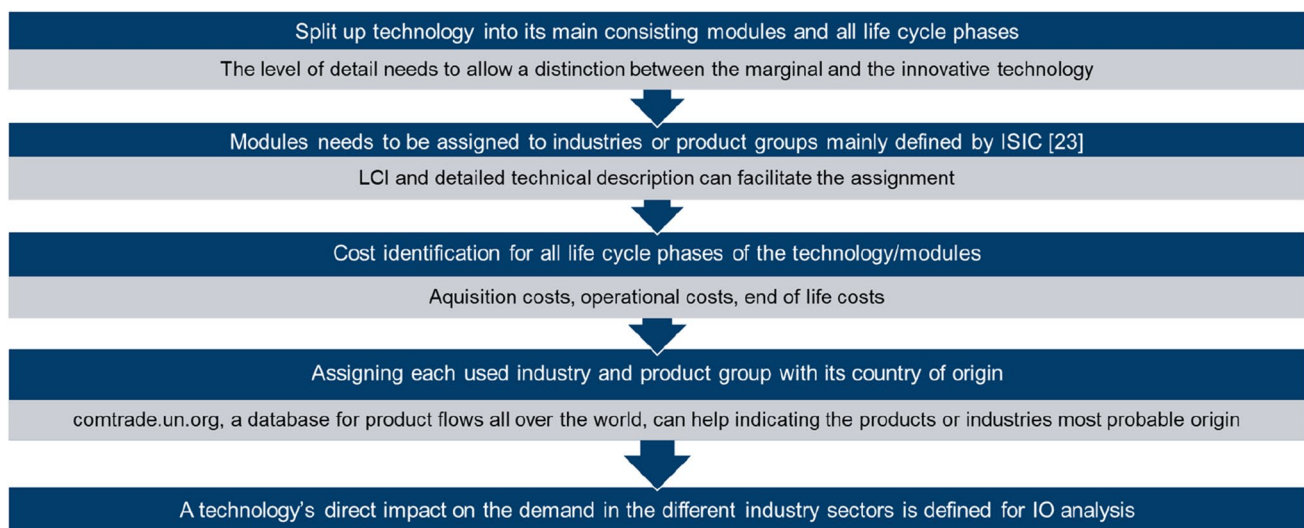 Split up technology into its main consisting modules and all life cycle phases
The level of detail needs to allow a distinction between the marginal and the innovative technology
Modules needs to be assigned to industries or product groups mainly defined by ISIC [23]
LCI and detailed technical description can facilitate the assignment
Cost identification for all life cycle phases of the technology/modules
Aquisition costs, operational costs, end of life costs
Assigning each used industry and product group with its country of origin
comtrade.un.org, a database for product flows all over the world, can help indicating the products or industries most probable origin
A technology's direct impact on the demand in the different industry sectors is defined for IO analysis